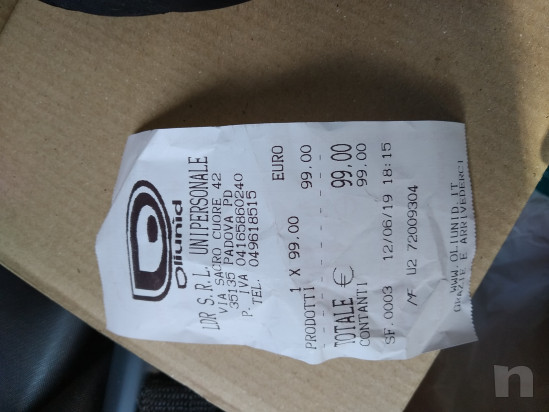 Oliunid
LDR S.R.L. UNIPERSONALE
VIA SACRO CUORE 42
35135 PADOVA PD
P. IVA 04165860240
TEL. 049618515
EURO
PRODOTTI 1 X 99.00 99.00
TOTALE € 99.00
CONTANTI 99.00
SF.0003 12/06/19 18:15
MF U2 72009304
WWW.OLIUNID.IT
GRAZIE E ARRIVEDERCI
n